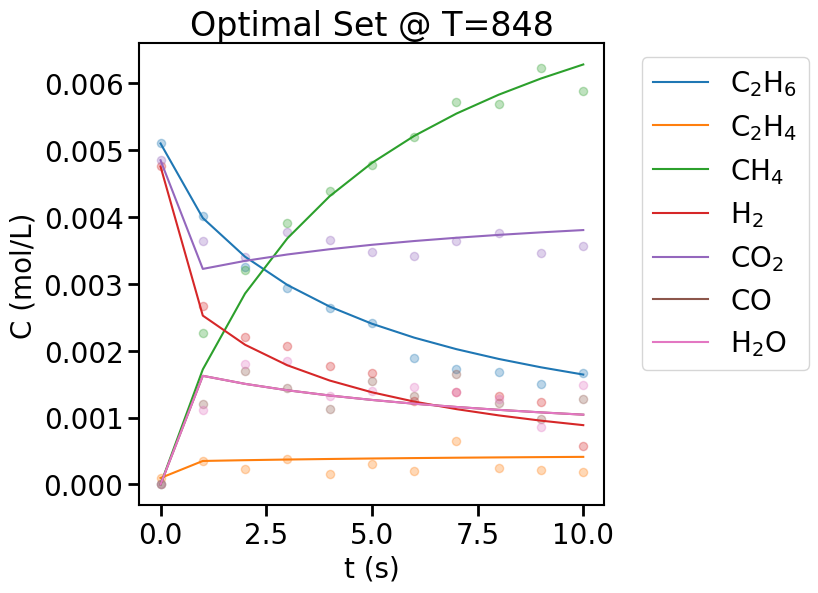 Optimal Set @ T=848
C (mol/L)
0.006
0.005
0.004
0.003
0.002
0.001
0.000
0.0 2.5 5.0 7.5 10.0
t (s)
C₂H₆
C₂H₄
CH₄
H₂
CO₂
CO
H₂O